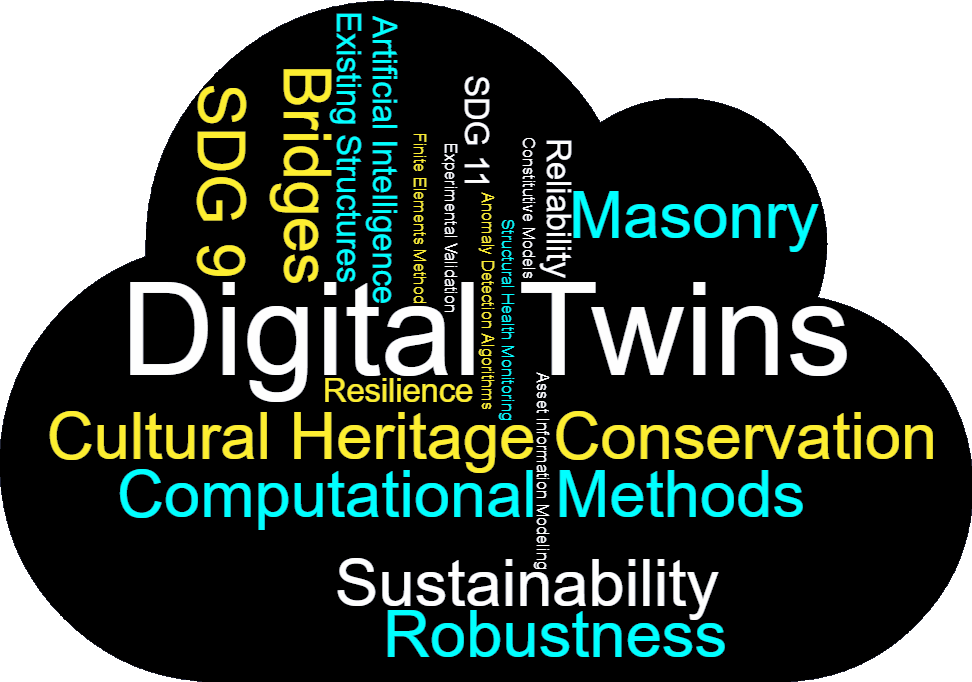 SDG 9
Bridges
Existing Structures
Artificial Intelligence
Finite Elements Method
Experimental Validation
SDG 11
Anomaly Detection Algorithms
Structural Health Monitoring
Constitutive Models
Reliability
Masonry
Digital Twins
Resilience
Asset Information Modeling
Cultural Heritage Conservation
Computational Methods
Sustainability
Robustness